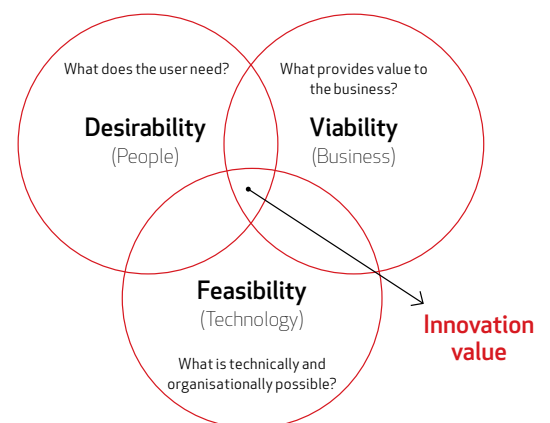 What does the user need?
Desirability
(People)
What provides value to
the business?
Viability
(Business)
Feasibility
(Technology)
What is technically and
organisationally possible?
Innovation
value